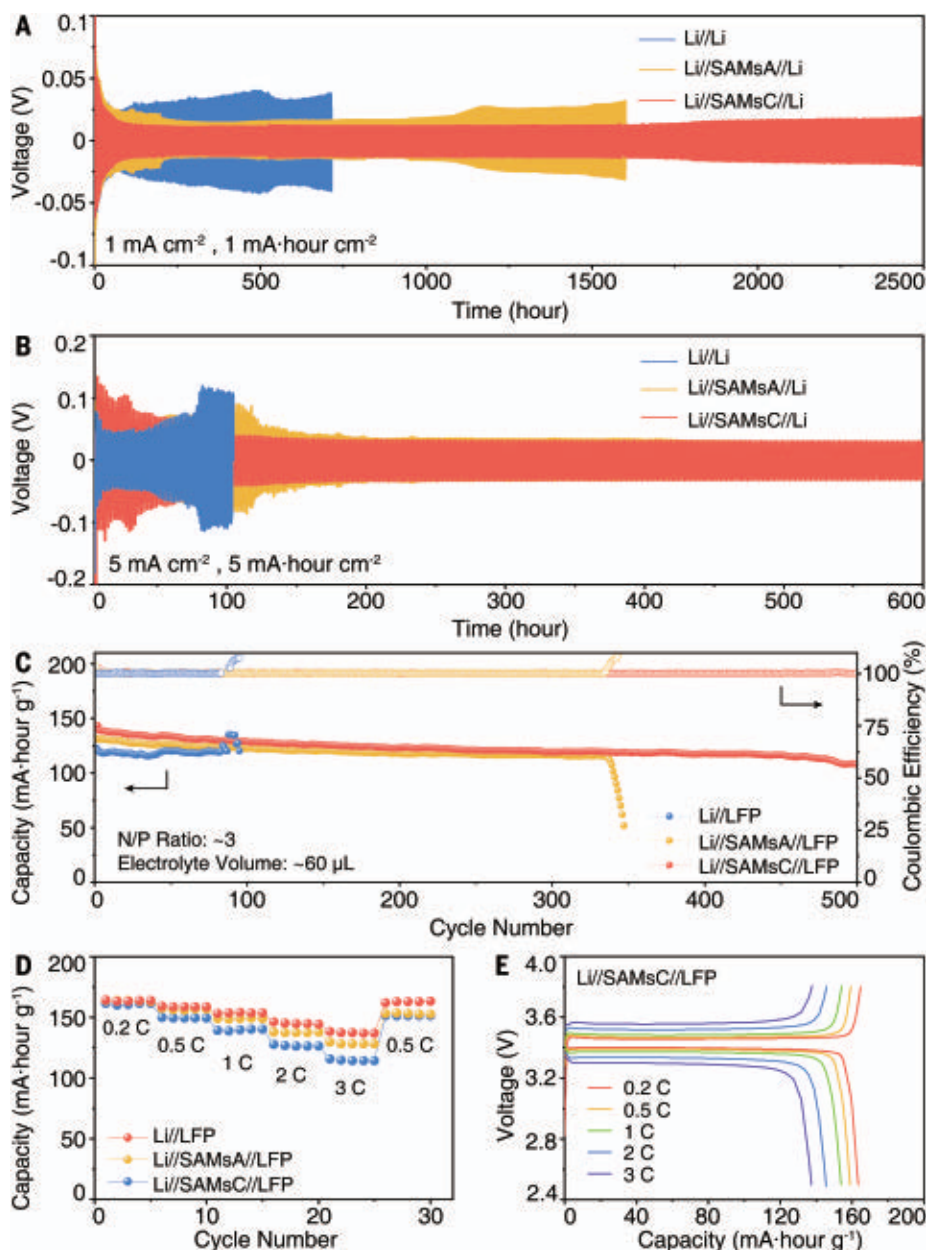 A
0.1
0.05
0
-0.05
-0.1
Voltage (V)
Li//Li
Li//SAMsA//Li
Li//SAMsC//Li
1 mA cm⁻² , 1 mA·hour cm⁻²
0 500 1000 1500 2000 2500
Time (hour)
B
0.2
0.1
0
-0.1
-0.2
Voltage (V)
Li//Li
Li//SAMsA//Li
Li//SAMsC//Li
5 mA cm⁻² , 5 mA·hour cm⁻²
0 100 200 300 400 500 600
Time (hour)
C
200
150
100
50
0
Capacity (mA·hour g⁻¹)
100
75
50
25
0
Coulombic Efficiency (%)
N/P Ratio: ~3
Electrolyte Volume: ~60 µL
Li//LFP
Li//SAMsA//LFP
Li//SAMsC//LFP
0 100 200 300 400 500
Cycle Number
D
200
150
100
50
0
Capacity (mA·hour g⁻¹)
0.2 C
0.5 C
1 C
2 C
3 C
0.5 C
Li//LFP
Li//SAMsA//LFP
Li//SAMsC//LFP
0 10 20 30
Cycle Number
E
4.0
3.6
3.2
2.8
2.4
Voltage (V)
Li//SAMsC//LFP
0.2 C
0.5 C
1 C
2 C
3 C
0 40 80 120 160 200
Capacity (mA·hour g⁻¹)